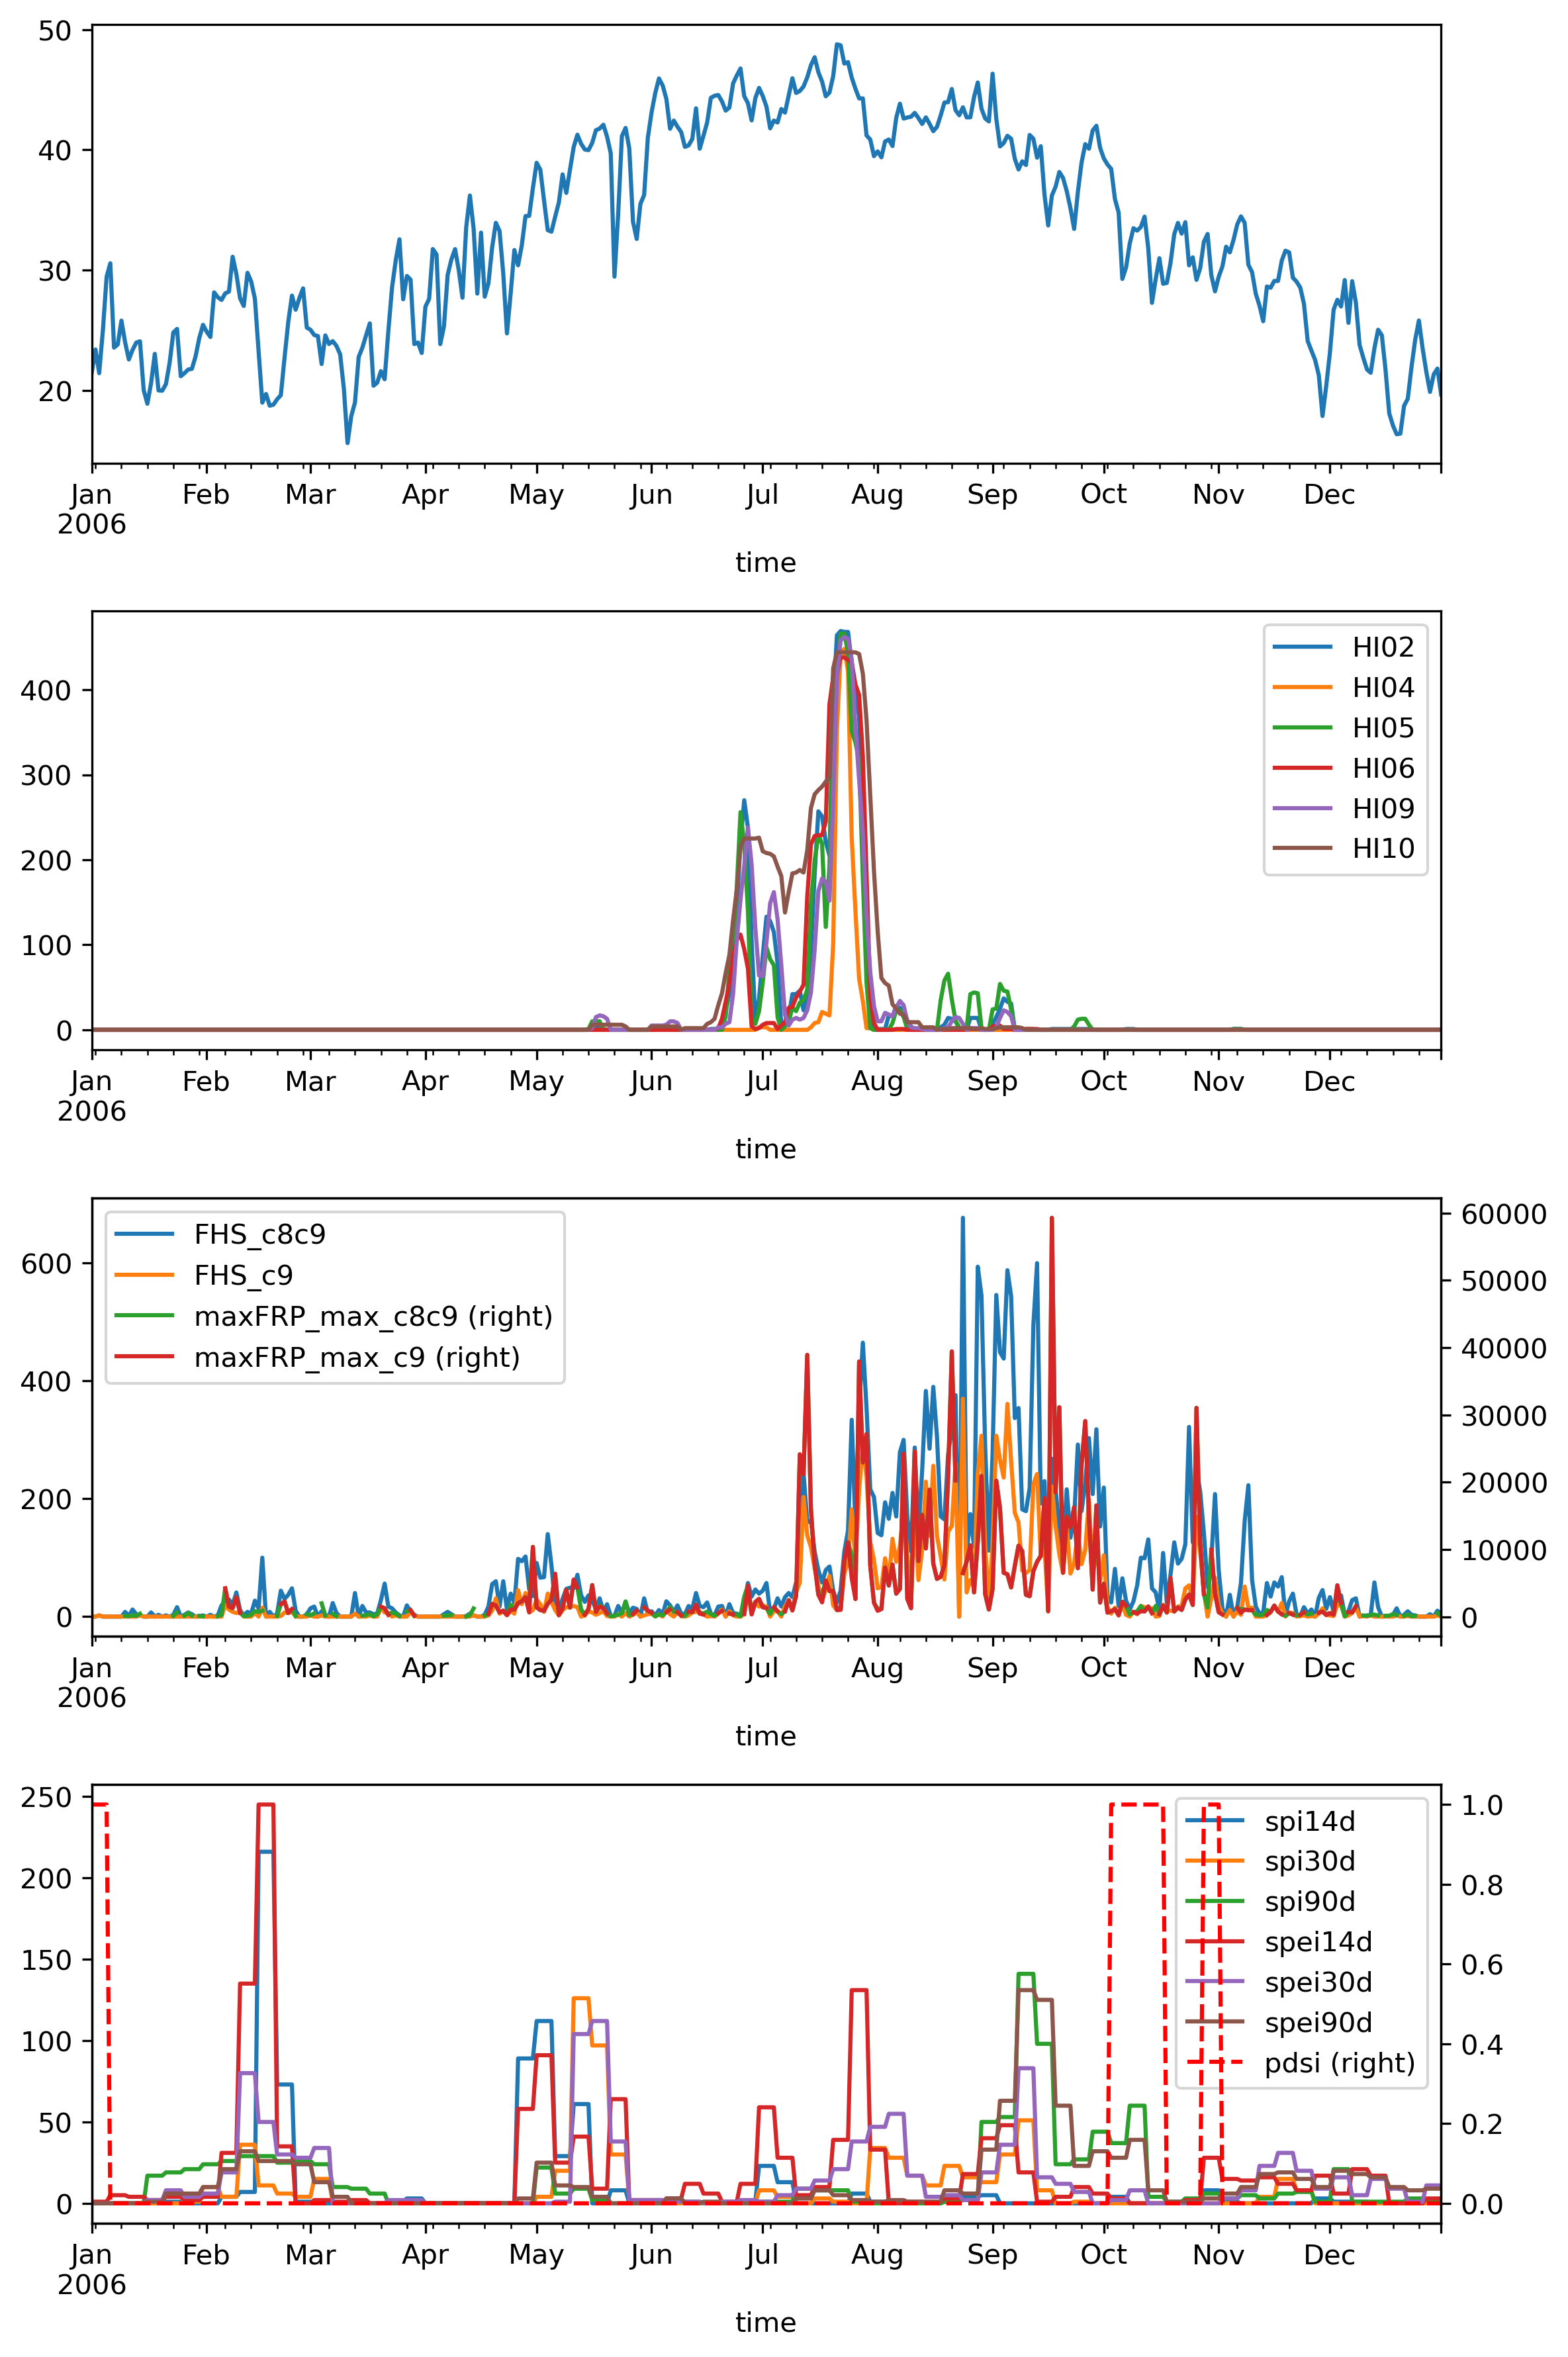 50
40
30
20
Jan Feb Mar Apr May Jun Jul Aug Sep Oct Nov Dec
2006
time
HI02
HI04
HI05
HI06
HI09
HI10
400
300
200
100
0
Jan Feb Mar Apr May Jun Jul Aug Sep Oct Nov Dec
2006
time
FHS_c8c9
FHS_c9
maxFRP_max_c8c9 (right)
maxFRP_max_c9 (right)
600
400
200
0
60000
50000
40000
30000
20000
10000
0
Jan Feb Mar Apr May Jun Jul Aug Sep Oct Nov Dec
2006
time
250
200
150
100
50
0
spi14d
spi30d
spi90d
spei14d
spei30d
spei90d
pdsi (right)
1.0
0.8
0.6
0.4
0.2
0.0
Jan Feb Mar Apr May Jun Jul Aug Sep Oct Nov Dec
2006
time